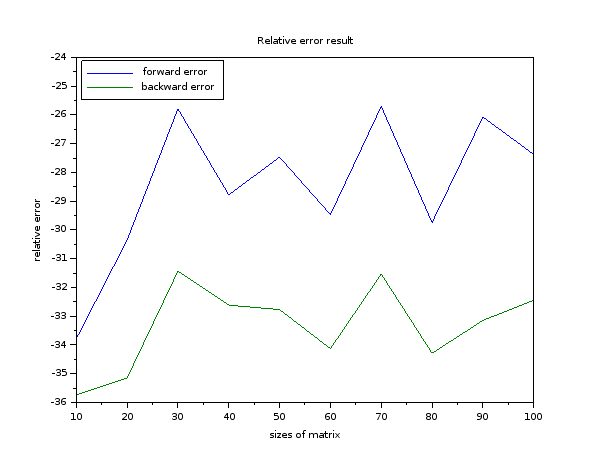 Relative error result
forward error
backward error
relative error
-24
-25
-26
-27
-28
-29
-30
-31
-32
-33
-34
-35
-36
10 20 30 40 50 60 70 80 90 100
sizes of matrix